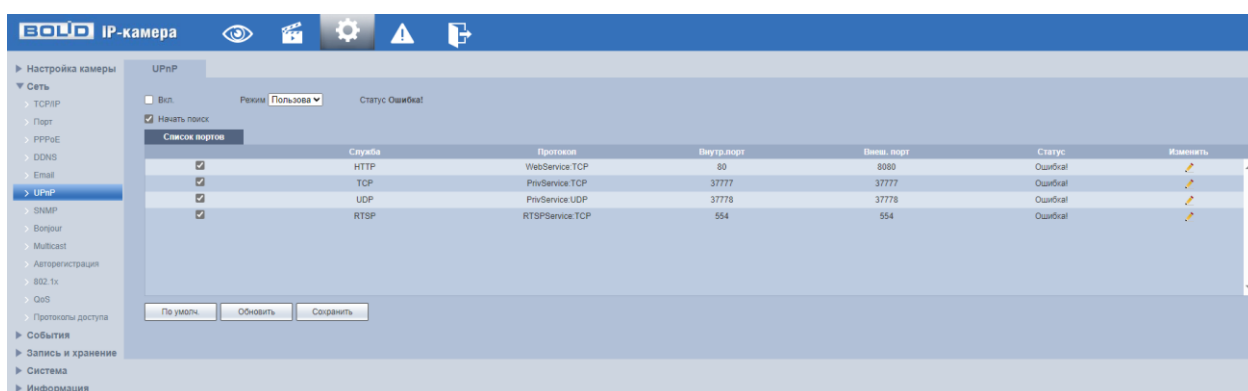 BOLID IP-камера
Настройка камеры
Сеть
TCP/IP
Порт
PPPoE
DDNS
Email
UPnP
SNMP
Bonjour
Multicast
Авторегистрация
802.1x
QoS
Протоколы доступа
События
Запись и хранение
Система
Информация
UPnP
Вкл. Режим Пользова Статус Ошибка!
Начать поиск
Список портов
Служба Протокол Внутр.порт Внеш. порт Статус Изменить
HTTP WebService:TCP 80 8080 Ошибка!
TCP PrivService:TCP 37777 37777 Ошибка!
UDP PrivService:UDP 37778 37778 Ошибка!
RTSP RTSPService:TCP 554 554 Ошибка!
По умолч. Обновить Сохранить